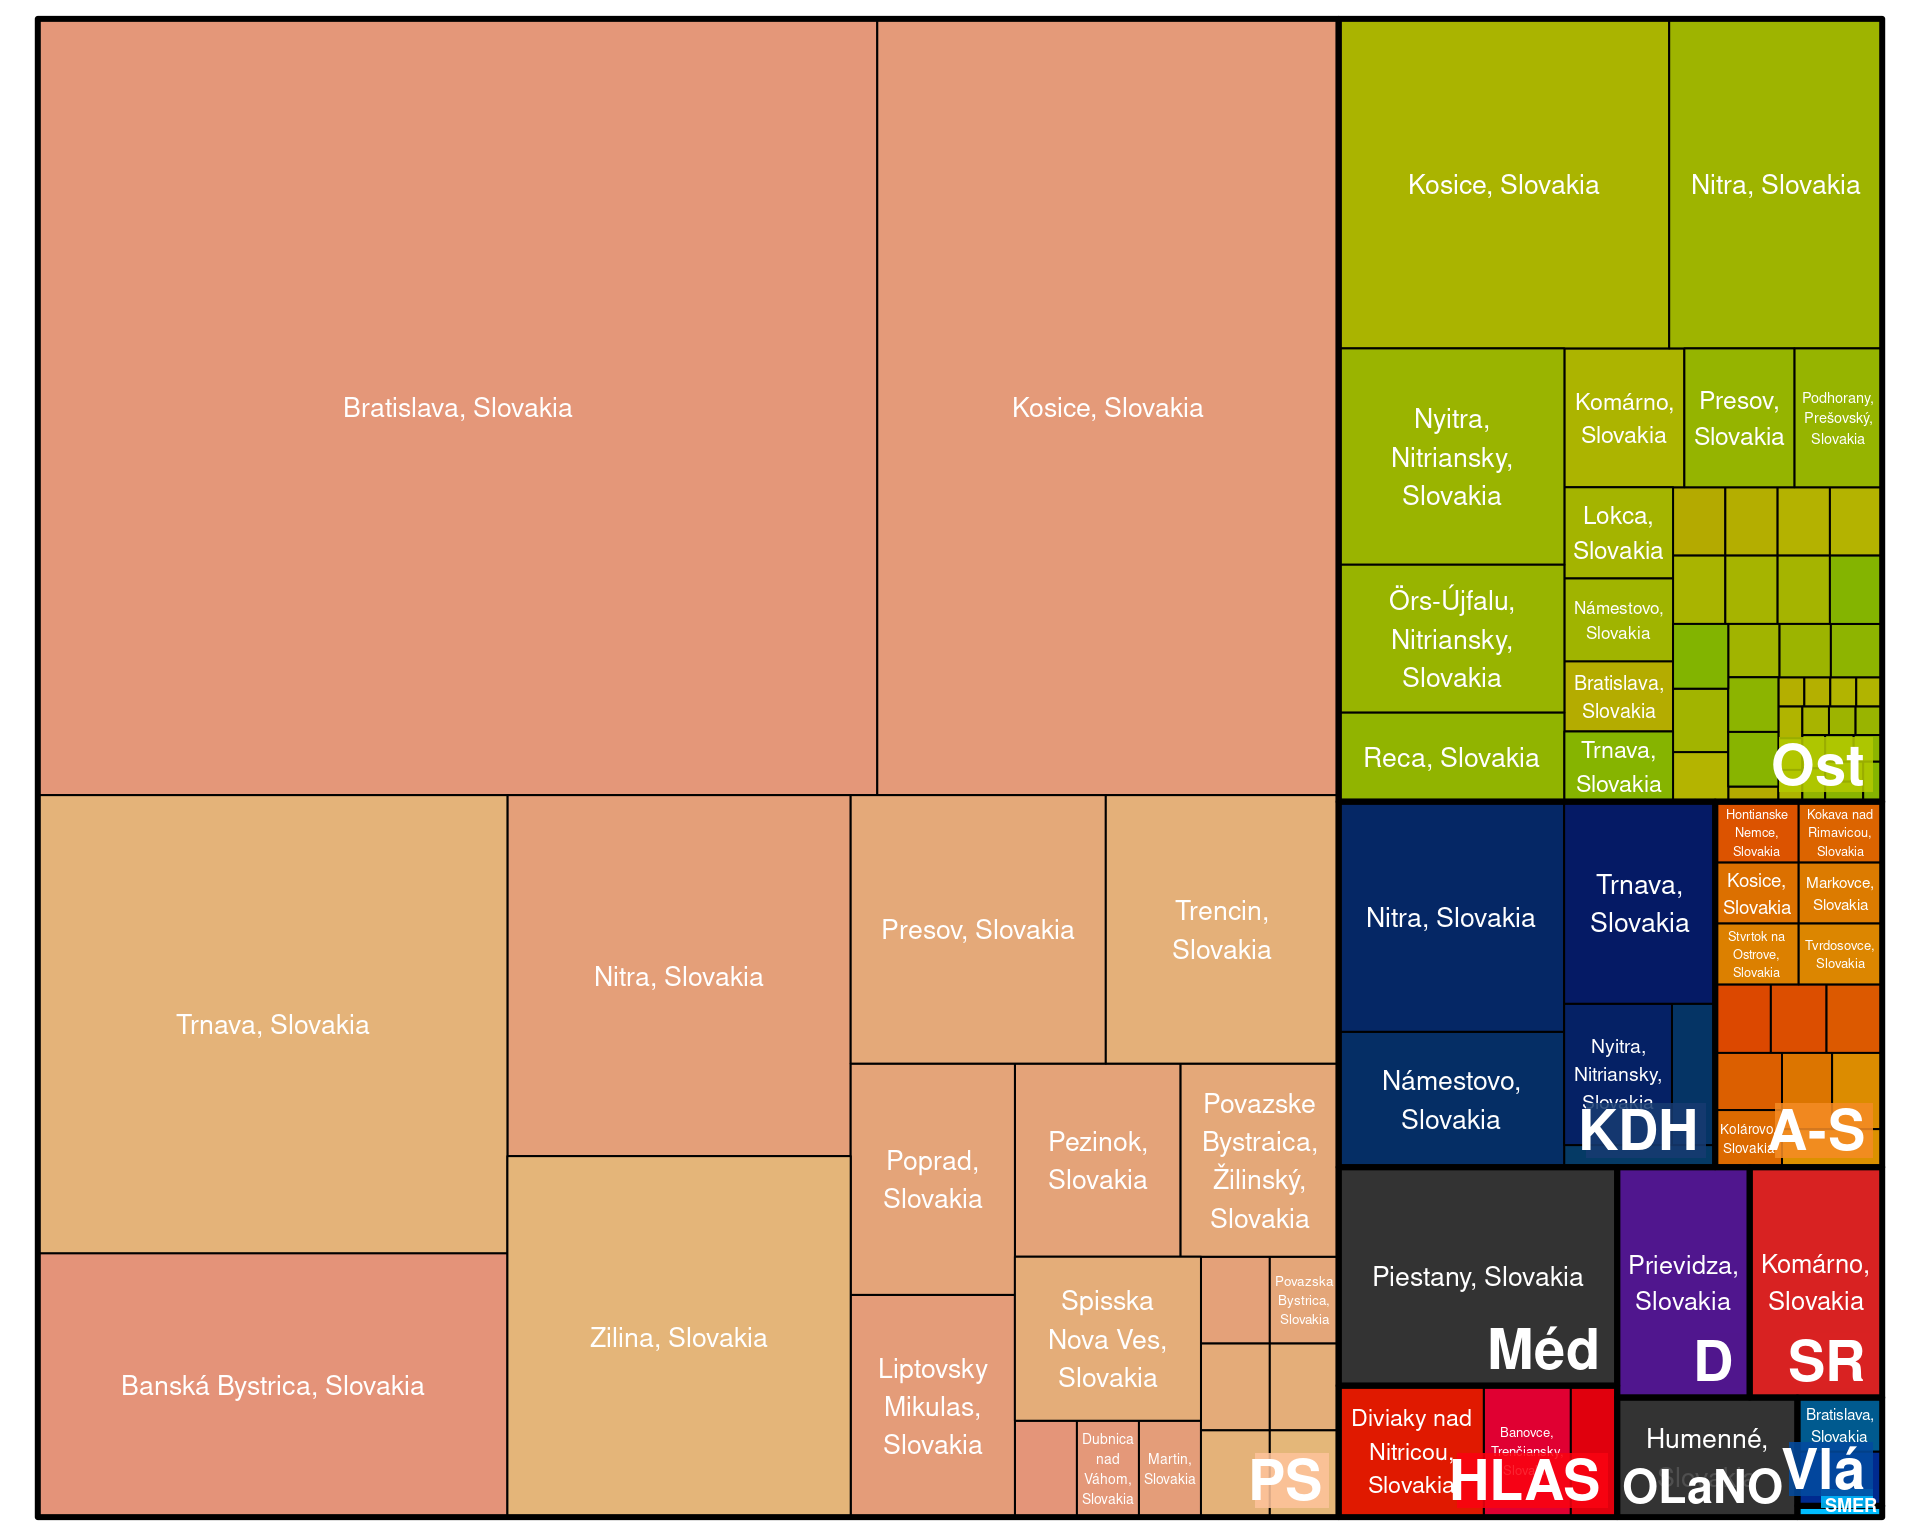 Bratislava, Slovakia
Kosice, Slovakia
Trnava, Slovakia
Banská Bystrica, Slovakia
Nitra, Slovakia
Zilina, Slovakia
Presov, Slovakia
Trencin,
Slovakia
Poprad,
Slovakia
Liptovsky
Mikulas,
Slovakia
Pezinok,
Slovakia
Povazske
Bystraica,
Žilinský,
Slovakia
Spisska
Nova Ves,
Slovakia
Povazska
Bystrica,
Slovakia
Dubnica
nad
Váhom,
Slovakia
Martin,
Slovakia
PS
Kosice, Slovakia
Nitra, Slovakia
Nyitra,
Nitriansky,
Slovakia
Örs-Újfalu,
Nitriansky,
Slovakia
Reca, Slovakia
Komárno,
Slovakia
Presov,
Slovakia
Podhorany,
Prešovský,
Slovakia
Lokca,
Slovakia
Námestovo,
Slovakia
Bratislava,
Slovakia
Trnava,
Slovakia
Ost
Nitra, Slovakia
Námestovo,
Slovakia
Trnava,
Slovakia
Nyitra,
Nitriansky,
Slovakia
KDH
Hontianske
Nemce,
Slovakia
Kokava nad
Rimavicou,
Slovakia
Kosice,
Slovakia
Markovce,
Slovakia
Stvrtok na
Ostrove,
Slovakia
Tvrdosovce,
Slovakia
Kolárovo,
Slovakia
A-S
Piestany, Slovakia
Méd
Prievidza,
Slovakia
D
Komárno,
Slovakia
SR
Diviaky nad
Nitricou,
Slovakia
Banovce,
Trenčiansky,
Slovakia
HLAS
Humenné,
Slovakia
OLaNO
Bratislava,
Slovakia
Vlá
SMER